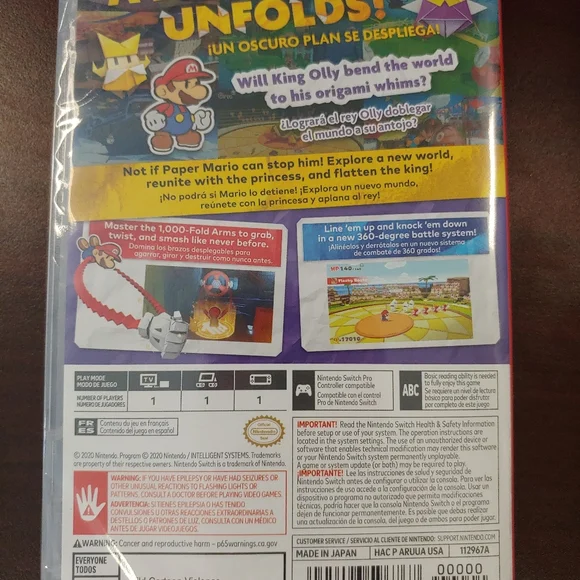 UNFOLDS!
¡UN OSCURO PLAN SE DESPLIEGA!
Will King Olly bend the world
to his origami whims?
¿Logrará el rey Olly doblegar
el mundo a su antojo?
Not if Paper Mario can stop him! Explore a new world,
reunite with the princess, and flatten the king!
¡No podrá si Mario lo detiene! ¡Explora un nuevo mundo,
reúnete con la princesa y aplana al rey!
Master the 1,000-Fold Arms to grab,
twist, and smash like never before.
Domina los brazos desplegables para
agarrar, girar y destruir como nunca antes.
Line 'em up and knock 'em down
in a new 360-degree battle system!
¡Alinéalos y derrótalos en un nuevo sistema
de combate de 360 grados!
PLAY MODE
MODO DE JUEGO
TV
NUMBER OF PLAYERS
NÚMERO DE JUGADORES
1
1
1
Nintendo Switch Pro
Controller compatible
Compatible con el control
Pro de Nintendo Switch
ABC
Basic reading ability is needed
to fully enjoy this game
Se requiere un nivel de lectura
básico para poder disfrutar
por completo de este juego
FR
ES
Contenu du jeu en français
Contenido del juego en español
© 2020 Nintendo. Program © 2020 Nintendo / INTELLIGENT SYSTEMS. Trademarks
are property of their respective owners. Nintendo Switch is a trademark of Nintendo.
WARNING: IF YOU HAVE EPILEPSY OR HAVE HAD SEIZURES OR
OTHER UNUSUAL REACTIONS TO FLASHING LIGHTS OR
PATTERNS, CONSULT A DOCTOR BEFORE PLAYING VIDEO GAMES.
ADVERTENCIA: SI TIENES EPILEPSIA O HAS TENIDO
CONVULSIONES U OTRAS REACCIONES EXTRAORDINARIAS A
DESTELLOS O PATRONES DE LUZ, CONSULTA CON UN MÉDICO
ANTES DE JUGAR VIDEOJUEGOS.
WARNING: Cancer and reproductive harm – p65warnings.ca.gov
IMPORTANT! Read the Nintendo Switch Health & Safety Information
before setup or use of your system. The operation instructions are
located in the system settings. The use of an unauthorized device or
software that enables technical modification may render this software
or your Nintendo Switch system permanently unplayable.
A game or system update (or both) may be required to play.
IMPORTANTE! Lee las instrucciones de salud y seguridad de
Nintendo Switch antes de configurar o utilizar la consola. Para ver las
instrucciones de uso accede a la configuración de la consola. Usar un
dispositivo o programa no autorizado que permita modificaciones
técnicas, podría hacer que la consola Nintendo Switch o el programa
dejen de funcionar permanentemente. Es posible que debas realizar
una actualización de la consola, del juego o de ambos para poder jugar.
CUSTOMER SERVICE / SERVICIO AL CLIENTE DE NINTENDO: SUPPORT.NINTENDO.COM
MADE IN JAPAN
HAC P ARUUA USA
112967A
EVERYONE
TODOS
00000